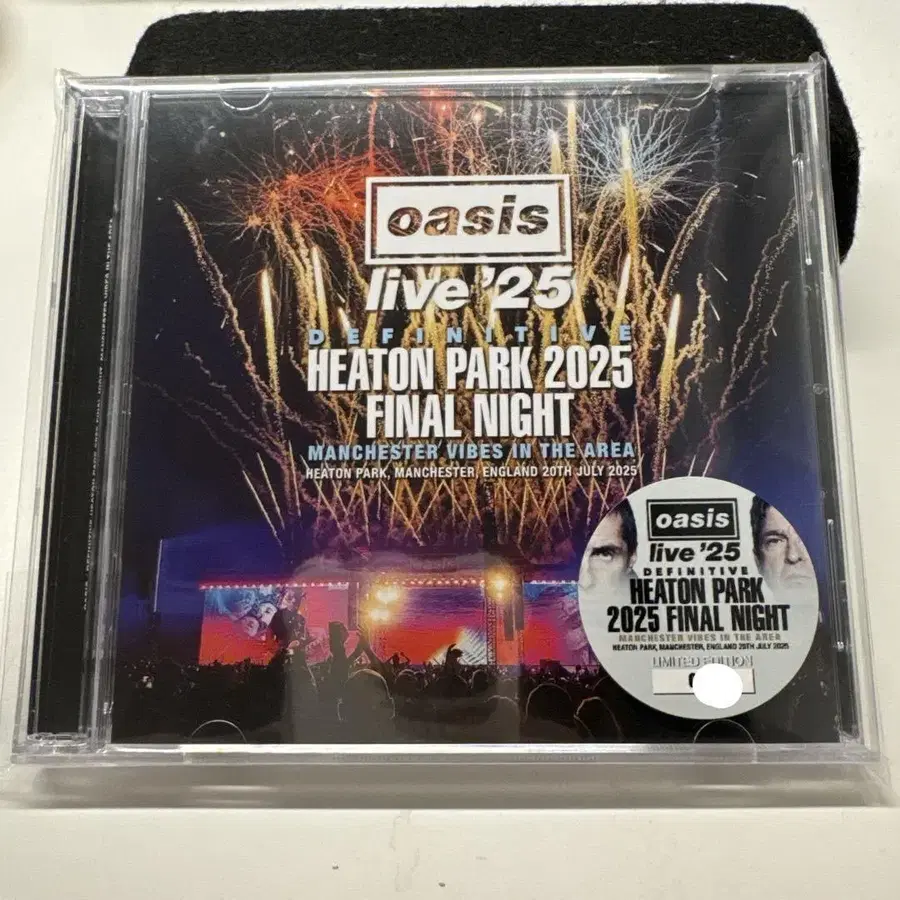 oasis
live '25
DEFINITIVE
HEATON PARK 2025
FINAL NIGHT
MANCHESTER VIBES IN THE AREA
HEATON PARK, MANCHESTER, ENGLAND 20TH JULY 2025
oasis
live '25
DEFINITIVE
HEATON PARK
2025 FINAL NIGHT
MANCHESTER VIBES IN THE AREA
HEATON PARK, MANCHESTER, ENGLAND 20TH JULY 2025
LIMITED EDITION